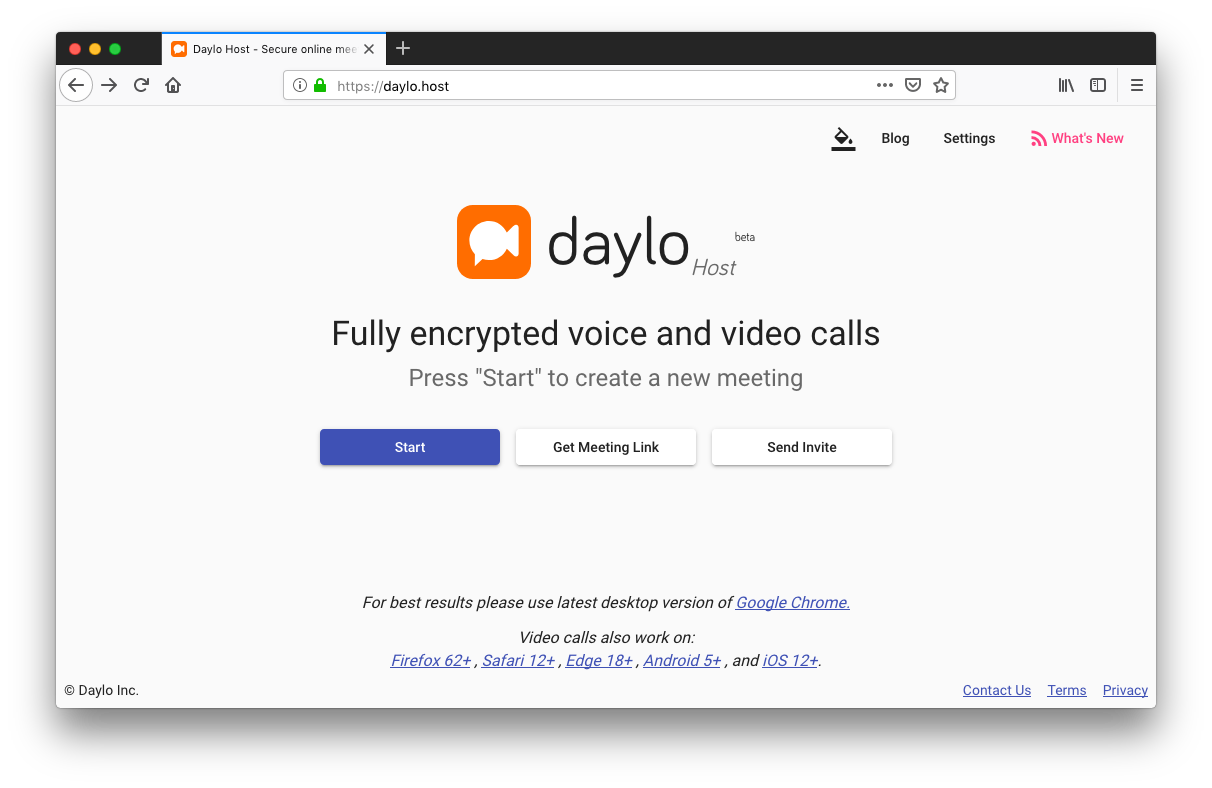 Daylo Host - Secure online mee
https://daylo.host
Blog Settings What's New
daylo Host beta
Fully encrypted voice and video calls
Press "Start" to create a new meeting
Start Get Meeting Link Send Invite
For best results please use latest desktop version of Google Chrome.
Video calls also work on:
Firefox 62+ , Safari 12+ , Edge 18+ , Android 5+ , and iOS 12+.
© Daylo Inc. Contact Us Terms Privacy